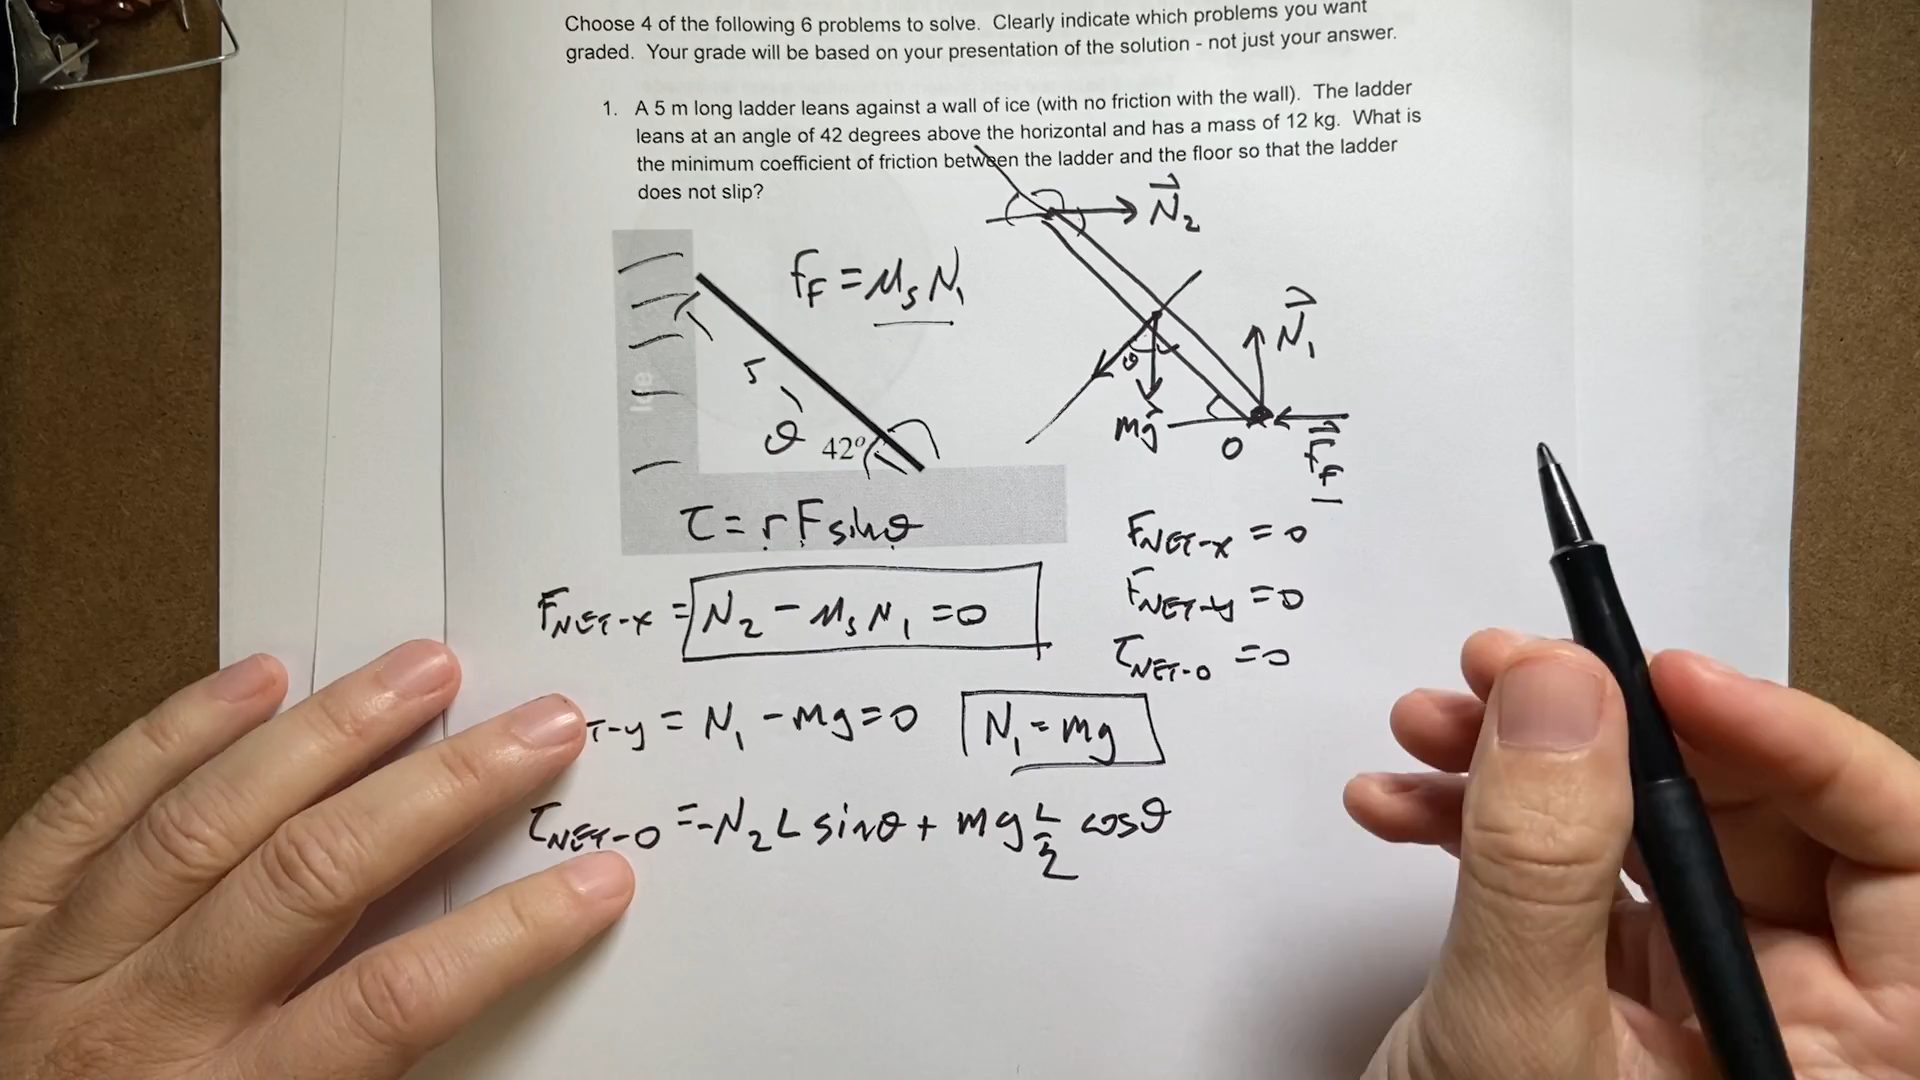 Choose 4 of the following 6 problems to solve. Clearly indicate which problems you want
graded. Your grade will be based on your presentation of the solution - not just your answer.
1. A 5 m long ladder leans against a wall of ice (with no friction with the wall). The ladder
leans at an angle of 42 degrees above the horizontal and has a mass of 12 kg. What is
the minimum coefficient of friction between the ladder and the floor so that the ladder
does not slip?
N₂
F_F = μ_s N₁
N₁
Ice
5
θ
θ
42°
mg
O
F_F
τ = r F sinθ
F_NET-x = 0
F_NET-y = 0
τ_NET-O = 0
F_NET-x = N₂ - μ_s N₁ = 0
T-y = N₁ - mg = 0
N₁ = mg
τ_NET-O = -N₂ L sinθ + mg L/2 cosθ